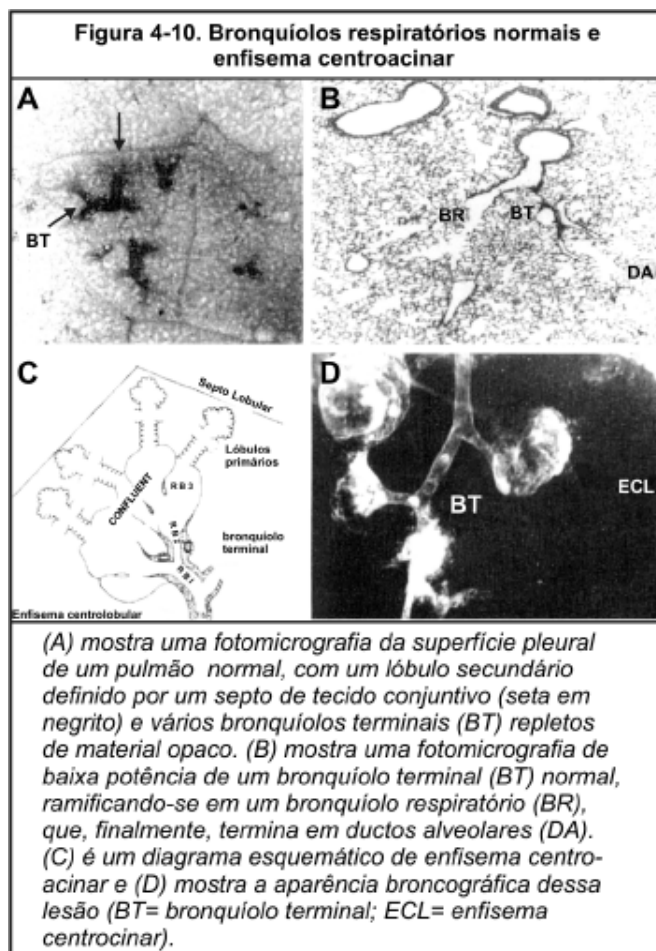 Figura 4-10. Bronquíolos respiratórios normais e
enfisema centroacinar
A
BT
B
BR
BT
DA
C
Septo Lobular
Lóbulos
primários
CONFLUENT
R B 3
R B 2
bronquíolo
terminal
R B 1
Enfisema centrolobular
D
BT
ECL
(A) mostra uma fotomicrografia da superfície pleural
de um pulmão normal, com um lóbulo secundário
definido por um septo de tecido conjuntivo (seta em
negrito) e vários bronquíolos terminais (BT) repletos
de material opaco. (B) mostra uma fotomicrografia de
baixa potência de um bronquíolo terminal (BT) normal,
ramificando-se em um bronquíolo respiratório (BR),
que, finalmente, termina em ductos alveolares (DA).
(C) é um diagrama esquemático de enfisema centro-
acinar e (D) mostra a aparência broncográfica dessa
lesão (BT= bronquíolo terminal; ECL= enfisema
centrocinar).